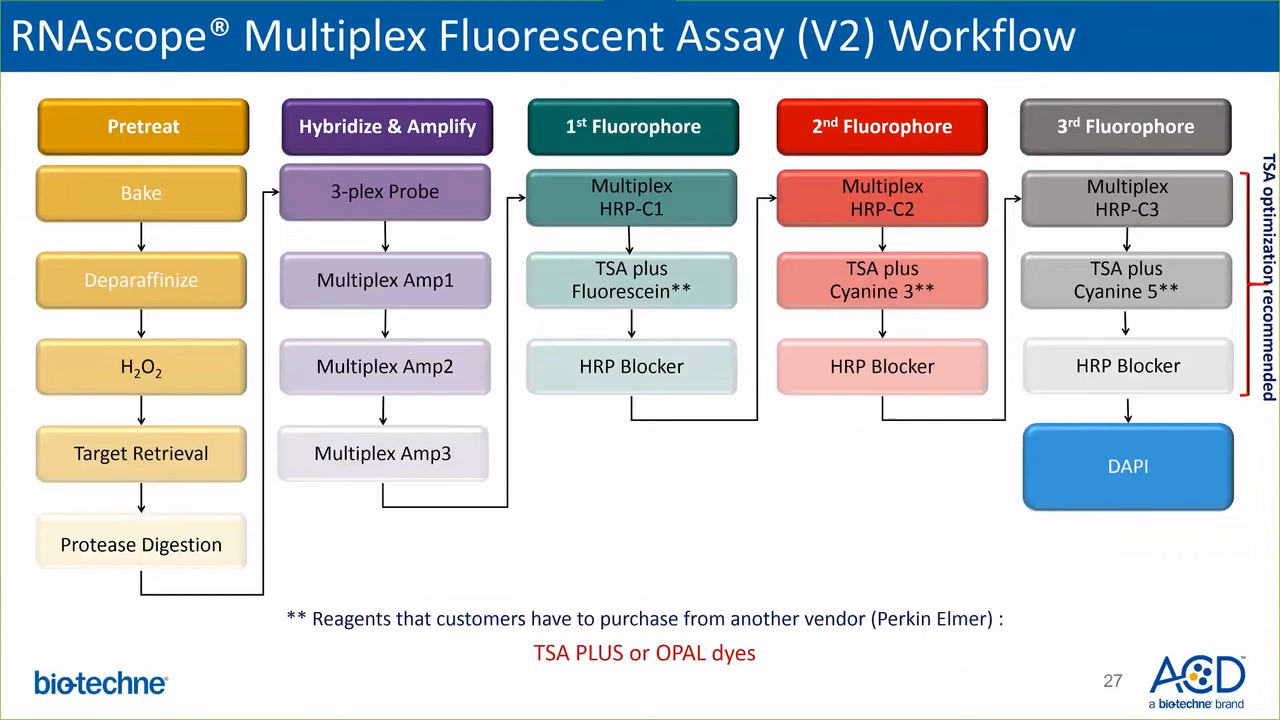 RNAscope® Multiplex Fluorescent Assay (V2) Workflow
Pretreat
Bake
Deparaffinize
H₂O₂
Target Retrieval
Protease Digestion
Hybridize & Amplify
3-plex Probe
Multiplex Amp1
Multiplex Amp2
Multiplex Amp3
1st Fluorophore
Multiplex
HRP-C1
TSA plus
Fluorescein**
HRP Blocker
2nd Fluorophore
Multiplex
HRP-C2
TSA plus
Cyanine 3**
HRP Blocker
3rd Fluorophore
Multiplex
HRP-C3
TSA plus
Cyanine 5**
HRP Blocker
DAPI
TSA optimization recommended
** Reagents that customers have to purchase from another vendor (Perkin Elmer) :
TSA PLUS or OPAL dyes
bio-techne®
27
ACD™
a bio-techne brand